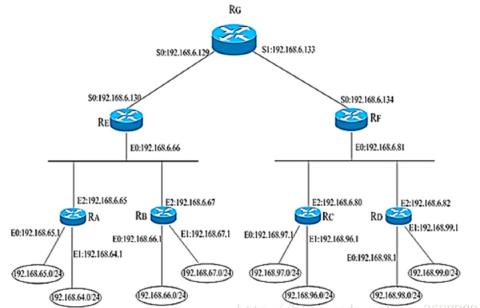 RG
S0:192.168.6.129
S1:192.168.6.133
S0:192.168.6.130
S0:192.168.6.134
RE
RF
E0:192.168.6.66
E0:192.168.6.81
E2:192.168.6.65
E2:192.168.6.67
E2:192.168.6.80
E2:192.168.6.82
RA
RB
RC
RD
E0:192.168.65.1
E1:192.168.64.1
E0:192.168.66.1
E1:192.168.67.1
E0:192.168.97.1
E1:192.168.96.1
E0:192.168.98.1
E1:192.168.99.1
192.168.65.0/24
192.168.64.0/24
192.168.66.0/24
192.168.67.0/24
192.168.97.0/24
192.168.96.0/24
192.168.98.0/24
192.168.99.0/24